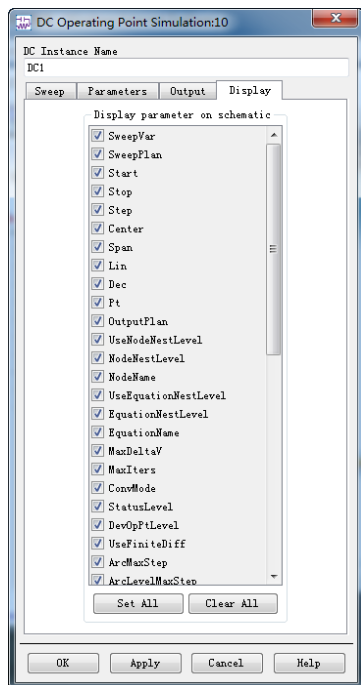 DC Operating Point Simulation:10
DC Instance Name
DC1
Sweep Parameters Output Display
Display parameter on schematic
SweepVar
SweepPlan
Start
Stop
Step
Center
Span
Lin
Dec
Pt
OutputPlan
UseNodeNestLevel
NodeNestLevel
NodeName
UseEquationNestLevel
EquationNestLevel
EquationName
MaxDeltaV
MaxIters
ConvMode
StatusLevel
DevOpPtLevel
UseFiniteDiff
ArcMaxStep
ArcLevelMaxStep
Set All Clear All
OK Apply Cancel Help